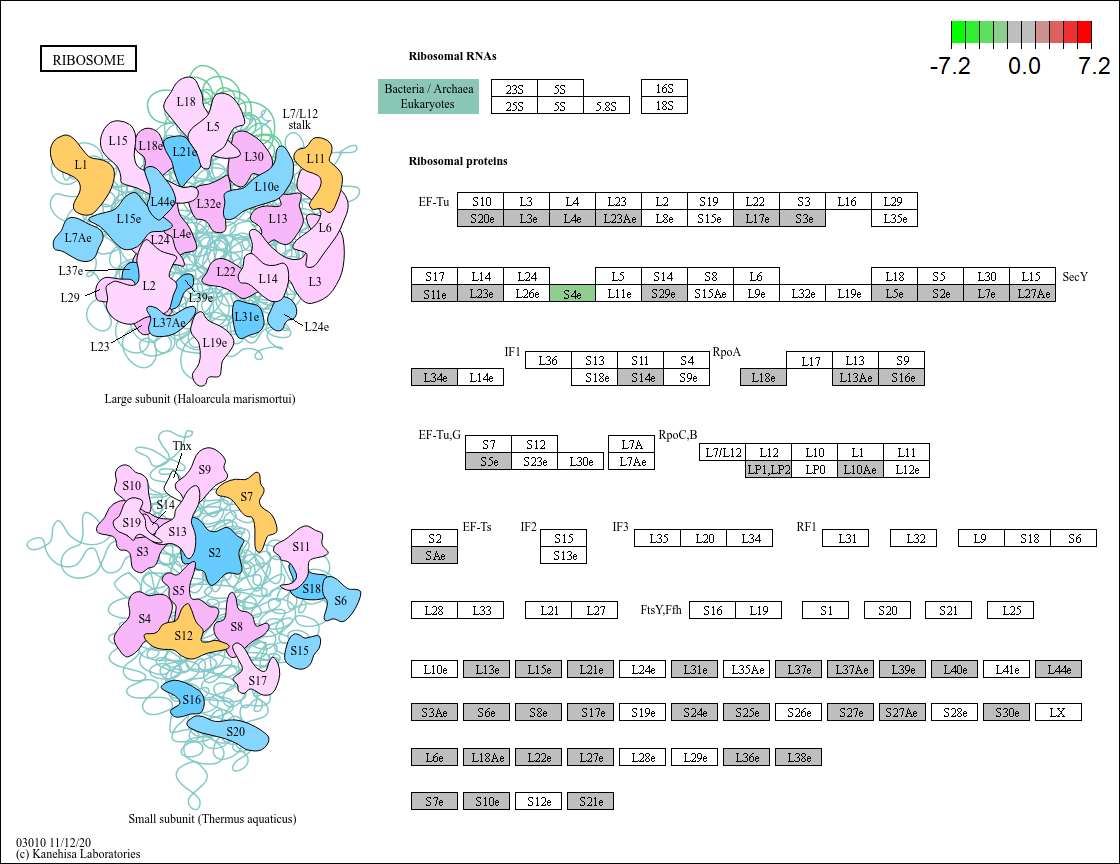 RIBOSOME
-7.2 0.0 7.2
Ribosomal RNAs
Bacteria / Archaea
Eukaryotes
23S 5S 16S
25S 5S 5.8S 18S
Ribosomal proteins
EF-Tu S10 L3 L4 L23 L2 S19 L22 S3 L16 L29
S20e L3e L4e L23Ae L8e S15e L17e S3e L35e
S17 L14 L24 L5 S14 S8 L6 L18 S5 L30 L15 SecY
S11e L23e L26e S4e L11e S29e S15Ae L9e L32e L19e L5e S2e L7e L27Ae
IF1 L36 S13 S11 S4 RpoA L17 L13 S9
L34e L14e S18e S14e S9e L18e L13Ae S16e
EF-Tu,G S7 S12 L7A RpoC,B L7/L12 L12 L10 L1 L11
S5e S23e L30e L7Ae LP1,LP2 LP0 L10Ae L12e
S2 EF-Ts IF2 S15 IF3 L35 L20 L34 RF1 L31 L32 L9 S18 S6
SAe S13e
L28 L33 L21 L27 FtsY,Ffh S16 L19 S1 S20 S21 L25
L10e L13e L15e L21e L24e L31e L35Ae L37e L37Ae L39e L40e L41e L44e
S3Ae S6e S8e S17e S19e S24e S25e S26e S27e S27Ae S28e S30e LX
L6e L18Ae L22e L27e L28e L29e L36e L38e
S7e S10e S12e S21e
L18
L5
L7/L12
stalk
L15 L18e L21e L30 L11
L1
L10e
L44e L32e
L15e L13
L6
L7Ae L24 L4e
L37e
L22 L14 L3
L2
L29
L39e
L37Ae L31e
L24e
L23
L19e
Large subunit (Haloarcula marismortui)
Thx
S9
S10
S7
S14
S19
S13
S3 S2 S11
S5
S18
S6
S4
S12 S8
S15
S17
S16
S20
Small subunit (Thermus aquaticus)
03010 11/12/20
(c) Kanehisa Laboratories